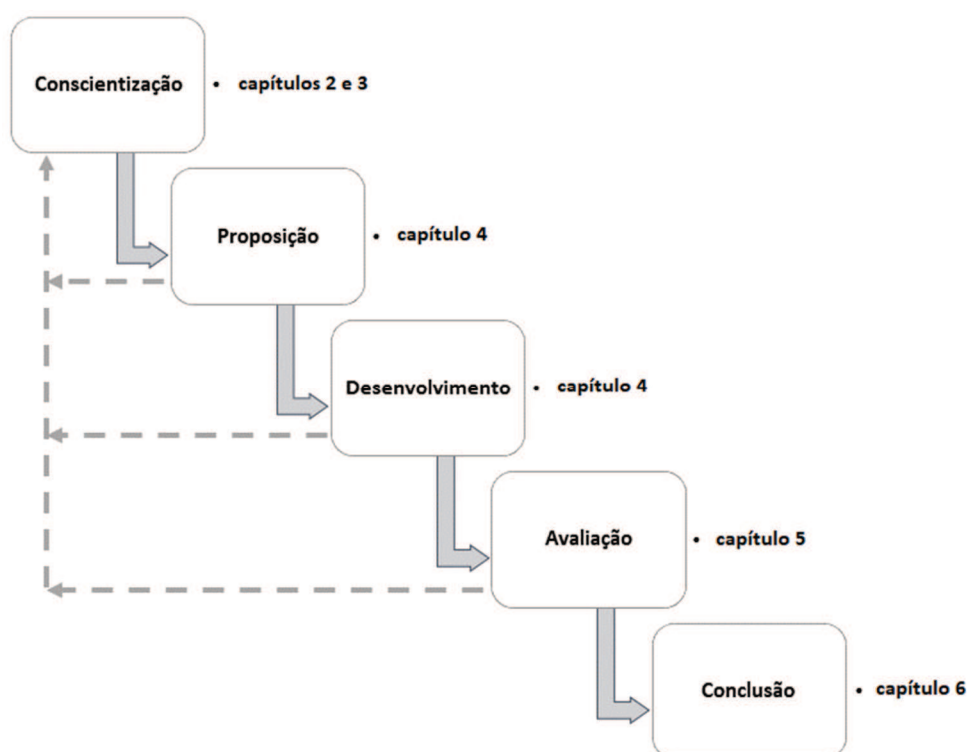 Conscientização
• capítulos 2 e 3
Proposição
• capítulo 4
Desenvolvimento
• capítulo 4
Avaliação
• capítulo 5
Conclusão
• capítulo 6